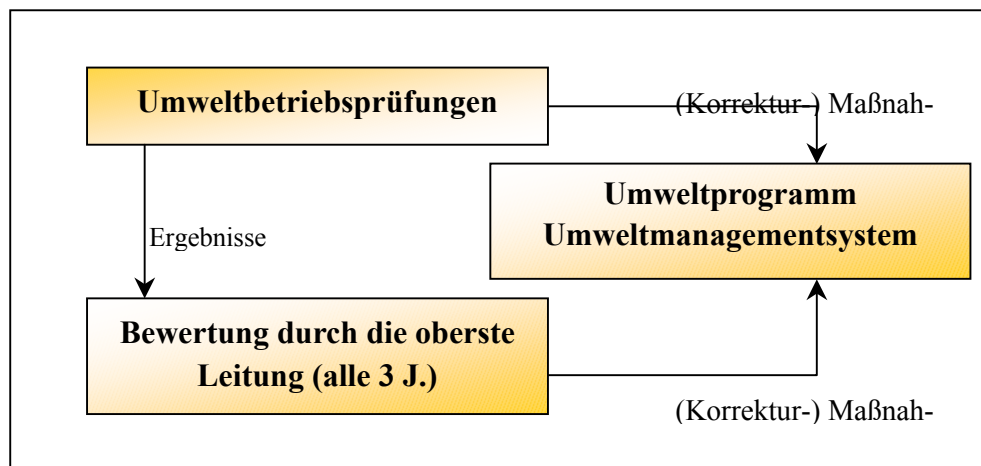 Umweltbetriebsprüfungen
(Korrektur-) Maßnah-
Umweltprogramm
Umweltmanagementsystem
Ergebnisse
Bewertung durch die oberste
Leitung (alle 3 J.)
(Korrektur-) Maßnah-